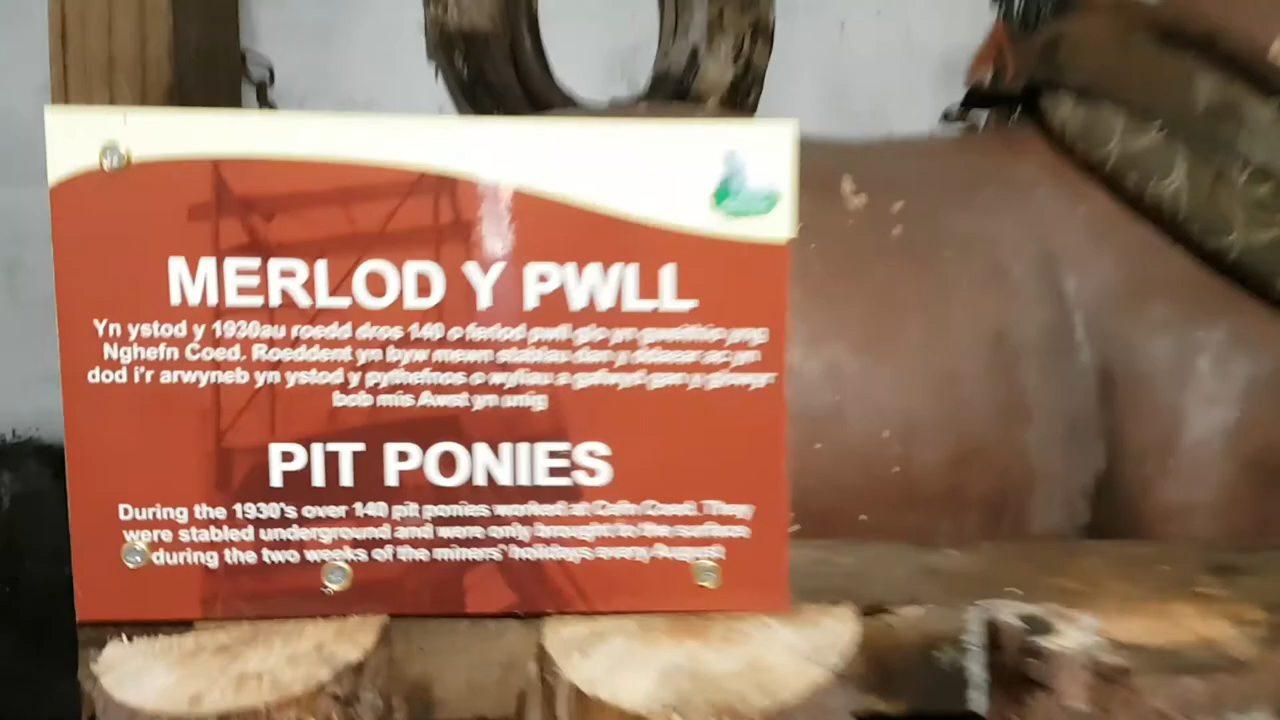 MERLOD Y PWLL
Yn ystod y 1930au roedd dros 140 o ferlod pwll glo yn gweithio yng
Nghefn Coed. Roeddent yn byw mewn stablau dan y ddaear ac yn
dod i'r arwyneb yn ystod y pythefnos o wyliau a gafwyd gan y glowyr
bob mis Awst yn unig
PIT PONIES
During the 1930's over 140 pit ponies worked at Cefn Coed. They
were stabled underground and were only brought to the surface
during the two weeks of the miners' holidays every August